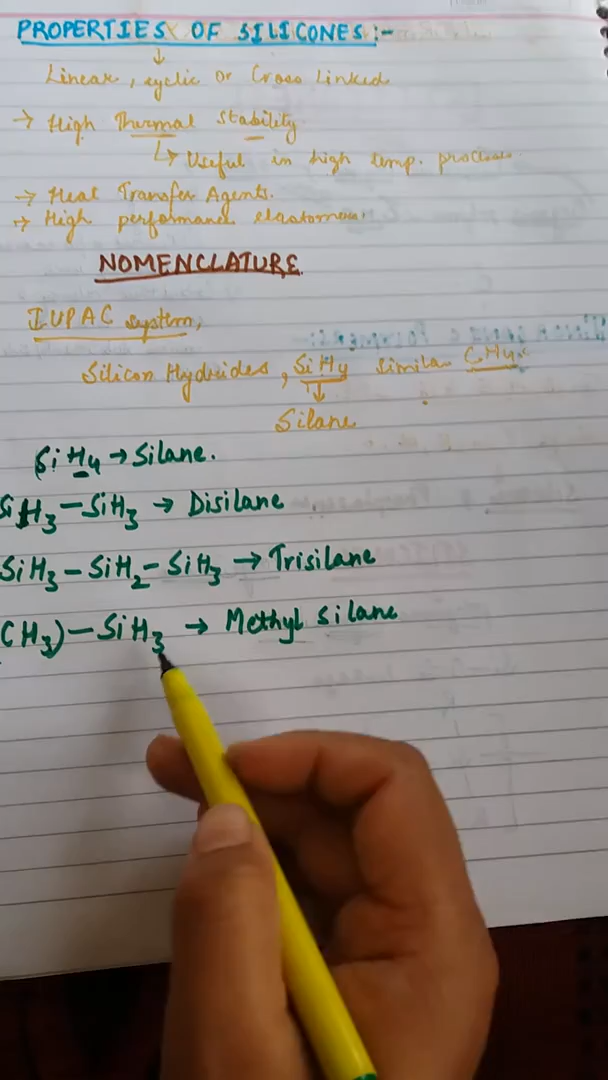 PROPERTIES OF SILICONES:-
↓
Linear, cyclic or Cross Linked
→ High Thermal Stability
↳ Useful in high temp. processes.
→ Heat Transfer Agents.
→ High performance elastomers.
NOMENCLATURE
IUPAC system,
Silicon Hydrides, SiH4 similar CH4.
↓
Silane
SiH4 → Silane.
SiH3 – SiH3 → Disilane
SiH3 – SiH2 – SiH3 → Trisilane
CH3) – SiH3 → Methyl silane